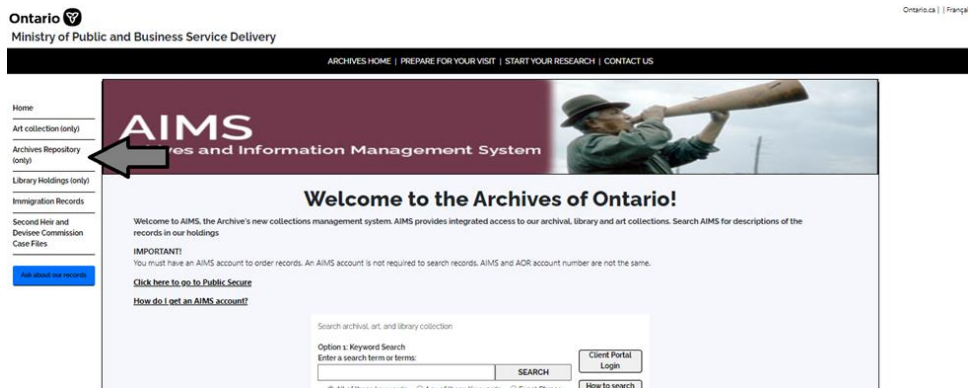 Ontario.ca | | Françai
Ontario
Ministry of Public and Business Service Delivery
ARCHIVES HOME | PREPARE FOR YOUR VISIT | START YOUR RESEARCH | CONTACT US
Home
Art collection (only)
Archives Repository
(only)
Library Holdings (only)
Immigration Records
Second Heir and
Devisee Commission
Case Files
Ask about our records
AIMS
ves and Information Management System
Welcome to the Archives of Ontario!
Welcome to AIMS, the Archive's new collections management system. AIMS provides integrated access to our archival, library and art collections. Search AIMS for descriptions of the
records in our holdings
IMPORTANT!
You must have an AIMS account to order records. An AIMS account is not required to search records. AIMS and AOR account number are not the same.
Click here to go to Public Secure
How do I get an AIMS account?
Search archival, art, and library collection
Option 1: Keyword Search
Enter a search term or terms:
SEARCH
Client Portal
Login
How to search